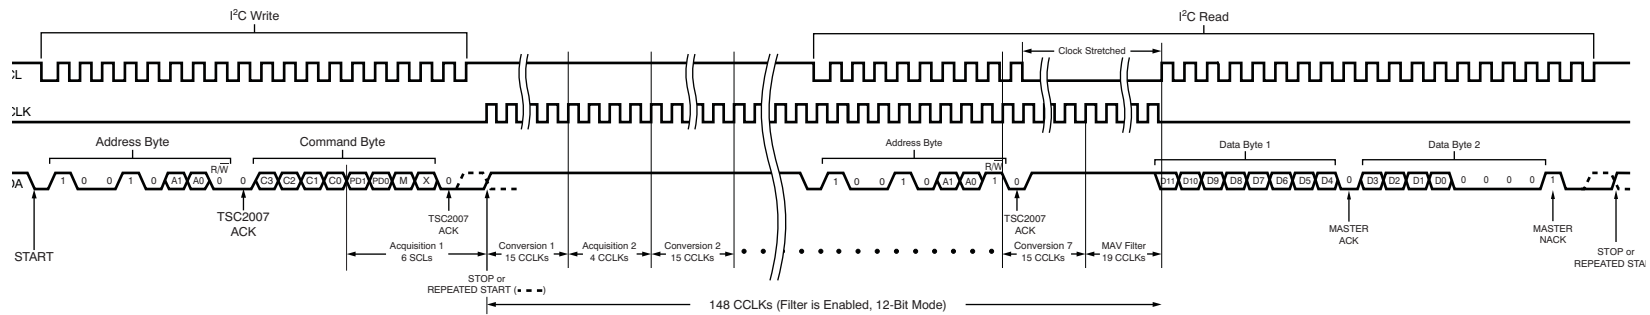 I²C Write
I²C Read
Clock Stretched
CL
CCLK
Address Byte
Command Byte
Address Byte
Data Byte 1
Data Byte 2
R/W
R/W
DA
1 0 0 1 0 A1 A0 0 0 C3 C2 C1 C0 PD1 PD0 M X 0
1 0 0 1 0 A1 A0 1 0
D11 D10 D9 D8 D7 D6 D5 D4 0 D3 D2 D1 D0 0 0 0 0 1
START
TSC2007
ACK
TSC2007
ACK
TSC2007
ACK
MASTER
ACK
MASTER
NACK
Acquisition 1
6 SCLs
Conversion 1
15 CCLKs
Acquisition 2
4 CCLKs
Conversion 2
15 CCLKs
Conversion 7
15 CCLKs
MAV Filter
19 CCLKs
STOP or
REPEATED START (- - -)
STOP or
REPEATED STA
148 CCLKs (Filter is Enabled, 12-Bit Mode)